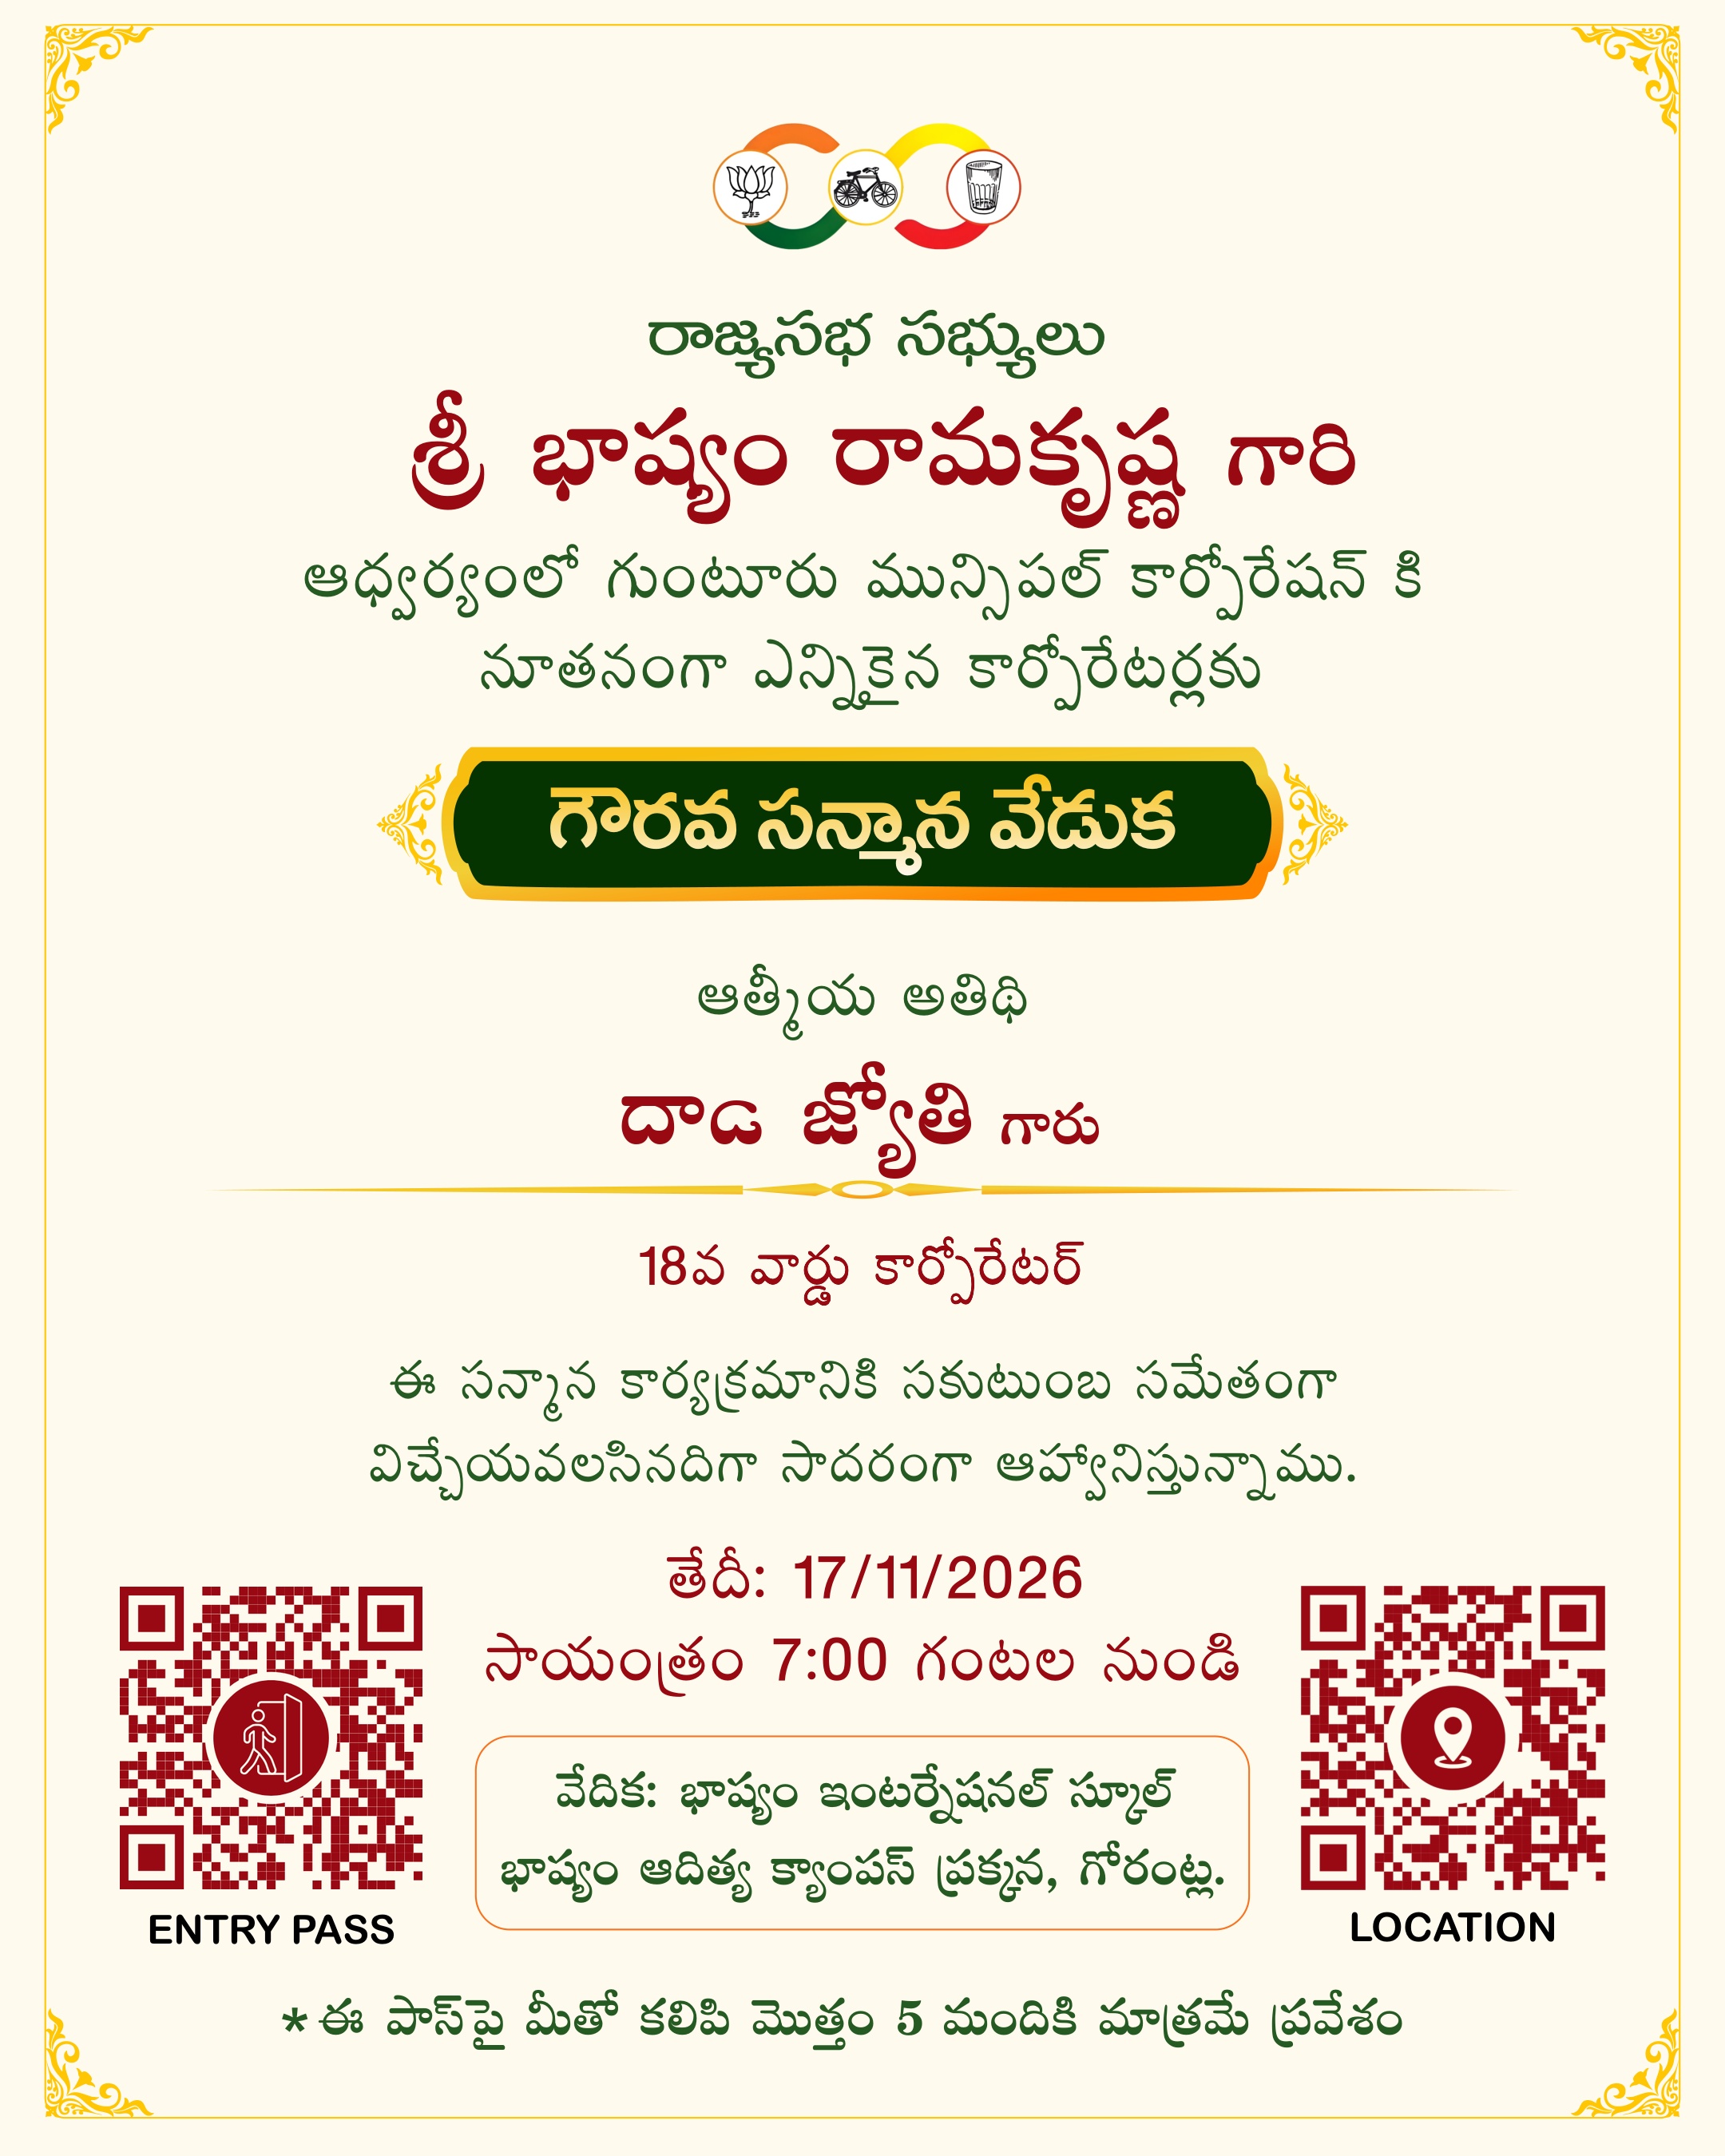 రాజ్యసభ సభ్యులు
శ్రీ భాష్యం రామకృష్ణ గారి
ఆధ్వర్యంలో గుంటూరు మున్సిపల్ కార్పోరేషన్ కి
నూతనంగా ఎన్నికైన కార్పోరేటర్లకు
గౌరవ సన్మాన వేడుక
ఆత్మీయ అతిథి
దాడ జ్యోతి గారు
18వ వార్డు కార్పోరేటర్
ఈ సన్మాన కార్యక్రమానికి సకుటుంబ సమేతంగా
విచ్చేయవలసినదిగా సాదరంగా ఆహ్వానిస్తున్నాము.
తేదీ: 17/11/2026
సాయంత్రం 7:00 గంటల నుండి
వేదిక: భాష్యం ఇంటర్నేషనల్ స్కూల్
భాష్యం ఆదిత్య క్యాంపస్ ప్రక్కన, గోరంట్ల.
ENTRY PASS
LOCATION
*ఈ పాస్‌పై మీతో కలిపి మొత్తం 5 మందికి మాత్రమే ప్రవేశం